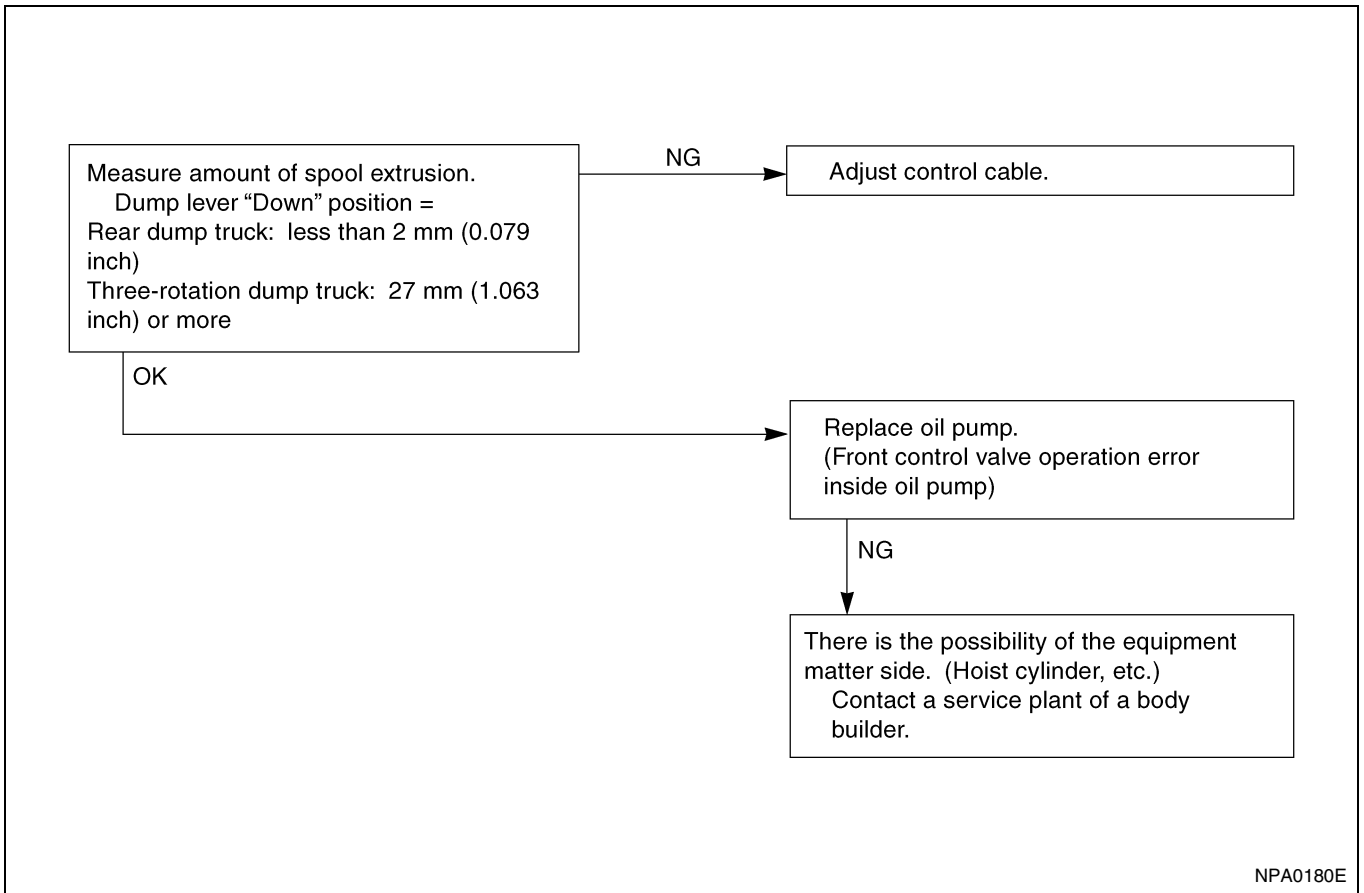 Measure amount of spool extrusion.
Dump lever “Down” position =
Rear dump truck: less than 2 mm (0.079
inch)
Three-rotation dump truck: 27 mm (1.063
inch) or more
NG
Adjust control cable.
OK
Replace oil pump.
(Front control valve operation error
inside oil pump)
NG
There is the possibility of the equipment
matter side. (Hoist cylinder, etc.)
Contact a service plant of a body
builder.
NPA0180E